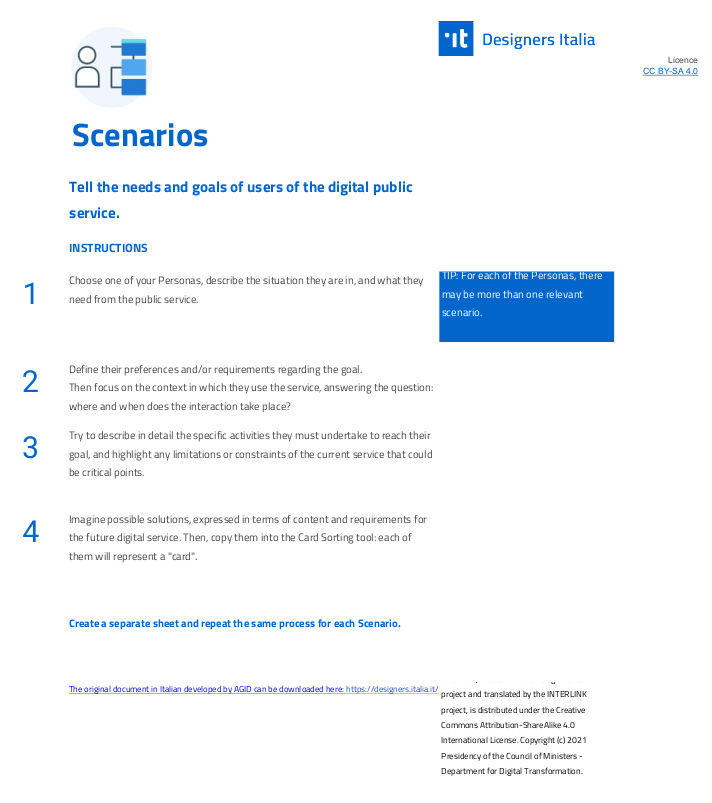 Designers Italia
Licence
CC BY-SA 4.0
Scenarios
Tell the needs and goals of users of the digital public
service.
INSTRUCTIONS
1
Choose one of your Personas, describe the situation they are in, and what they
need from the public service.
TIP: For each of the Personas, there
may be more than one relevant
scenario.
2
Define their preferences and/or requirements regarding the goal.
Then focus on the context in which they use the service, answering the question:
where and when does the interaction take place?
3
Try to describe in detail the specific activities they must undertake to reach their
goal, and highlight any limitations or constraints of the current service that could
be critical points.
4
Imagine possible solutions, expressed in terms of content and requirements for
the future digital service. Then, copy them into the Card Sorting tool: each of
them will represent a "card".
Create a separate sheet and repeat the same process for each Scenario.
The original document in Italian developed by AGID can be downloaded here: https://designers.italia.it/
project and translated by the INTERLINK
project, is distributed under the Creative
Commons Attribution-ShareAlike 4.0
International License. Copyright (c) 2021
Presidency of the Council of Ministers -
Department for Digital Transformation.